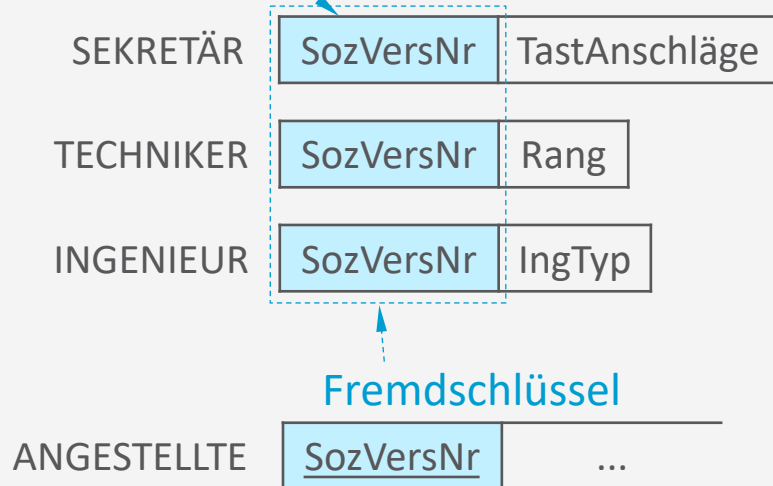 SEKRETÄR SozVersNr TastAnschläge
TECHNIKER SozVersNr Rang
INGENIEUR SozVersNr IngTyp
Fremdschlüssel
ANGESTELLTE SozVersNr ...